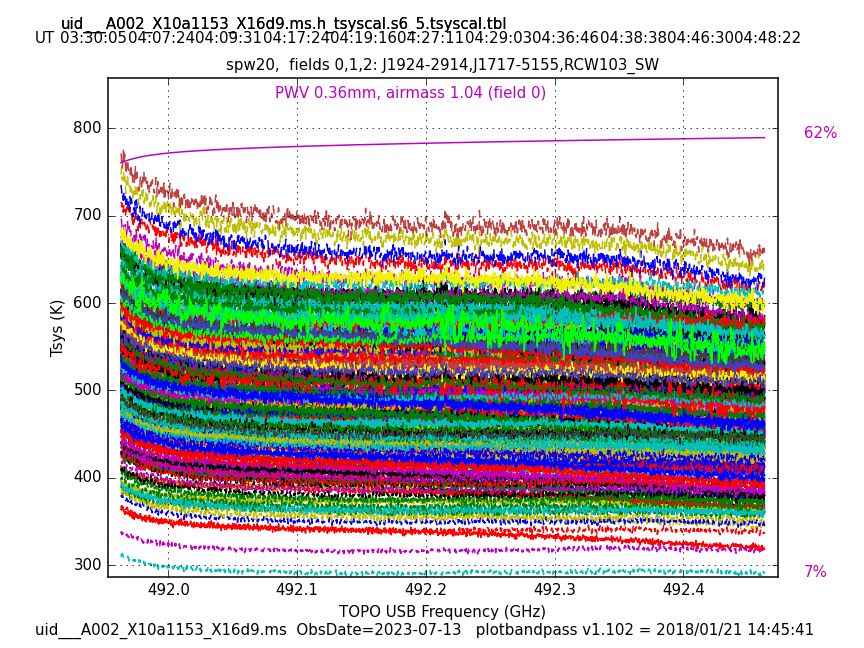 uid___A002_X10a1153_X16d9.ms.h_tsyscal.s6_5.tsyscal.tbl
UT 03:30:05 04:07:24 04:09:31 04:17:24 04:19:16 04:27:11 04:29:03 04:36:46 04:38:38 04:46:30 04:48:22
spw20,  fields 0,1,2: J1924-2914,J1717-5155,RCW103_SW
PWV 0.36mm, airmass 1.04 (field 0)
800
62%
700
600
Tsys (K)
500
400
300
7%
492.0 492.1 492.2 492.3 492.4
TOPO USB Frequency (GHz)
uid___A002_X10a1153_X16d9.ms  ObsDate=2023-07-13   plotbandpass v1.102 = 2018/01/21 14:45:41